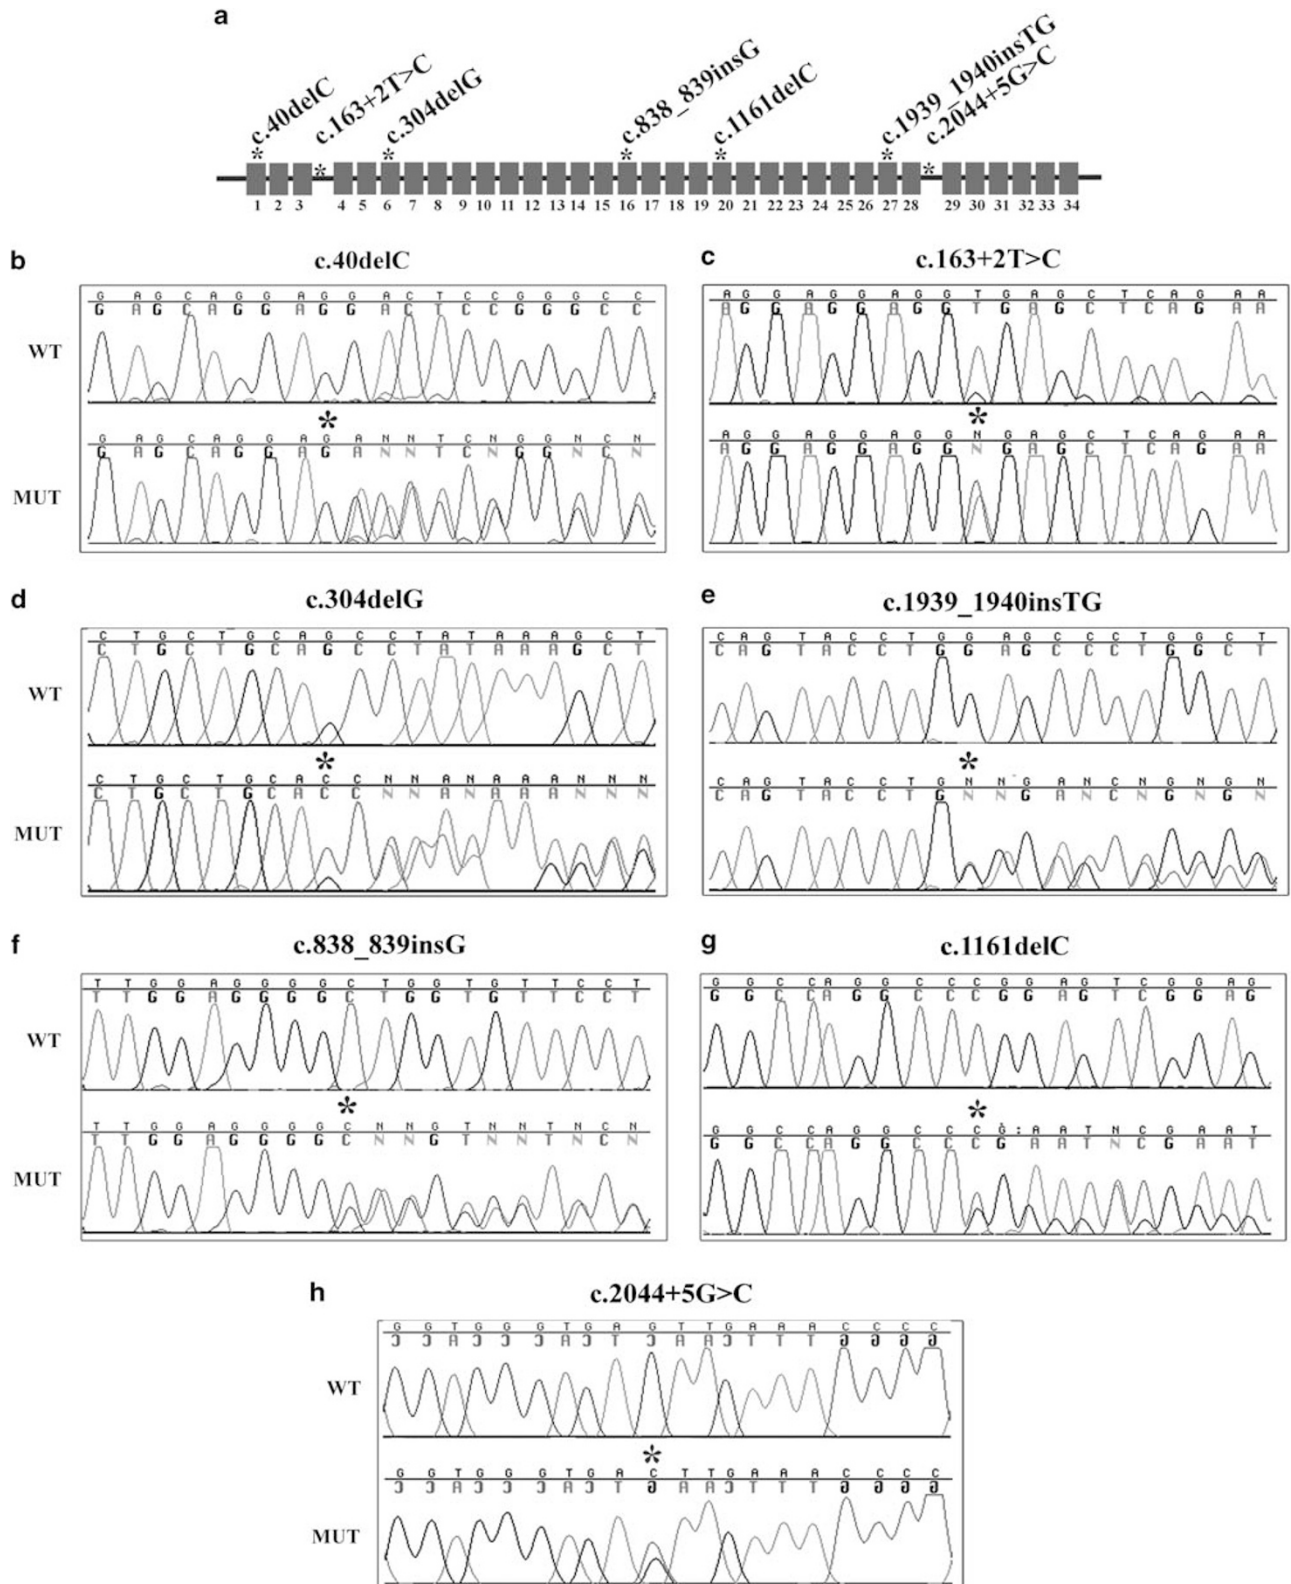 a
c.40delC
c.163+2T>C
c.304delG
c.838_839insG
c.1161delC
c.1939_1940insTG
c.2044+5G>C
* * * * * * *
1 2 3 4 5 6 7 8 9 10 11 12 13 14 15 16 17 18 19 20 21 22 23 24 25 26 27 28 29 30 31 32 33 34
b
c.40delC
G A G C A G G A G G A C T C C G G G C C
G A G C A G G A G G A C T C C G G G C C
WT
*
G A G C A G G A G A N N T C N G G N C N
G A G C A G G A G A N N T C N G G N C N
MUT
c
c.163+2T>C
A G G A G G A G G T G A G C T C A G A A
A G G A G G A G G T G A G C T C A G A A
*
A G G A G G A G G N G A G C T C A G A A
A G G A G G A G G N G A G C T C A G A A
d
c.304delG
C T G C T G C A G C C T A T A A A G C T
C T G C T G C A G C C T A T A A A G C T
WT
*
C T G C T G C A C C N N A N A A A N N N
C T G C T G C A C C N N A N A A A N N N
MUT
e
c.1939_1940insTG
C A G T A C C T G G A G C C C T G G C T
C A G T A C C T G G A G C C C T G G C T
*
C A G T A C C T G N N G A N C N G N G N
C A G T A C C T G N N G A N C N G N G N
f
c.838_839insG
T T G G A G G G G C T G G T G T T C C T
T T G G A G G G G C T G G T G T T C C T
WT
*
T T G G A G G G G C N N G T N N T N C N
T T G G A G G G G C N N G T N N T N C N
MUT
g
c.1161delC
G G C C A G G C C C G G A G T C G G A G
G G C C A G G C C C G G A G T C G G A G
*
G G C C A G G C C C G : A A T N C G A A T
G G C C A G G C C C G A A T N C G A A T
h
c.2044+5G>C
G G T G G G T G A G T T G A A A C C C C
C C A C C C A C T C A A C T T T G G G G
WT
*
G G T G G G T G A C T T G A A A C C C C
C C A C C C A C T G A A C T T T G G G G
MUT